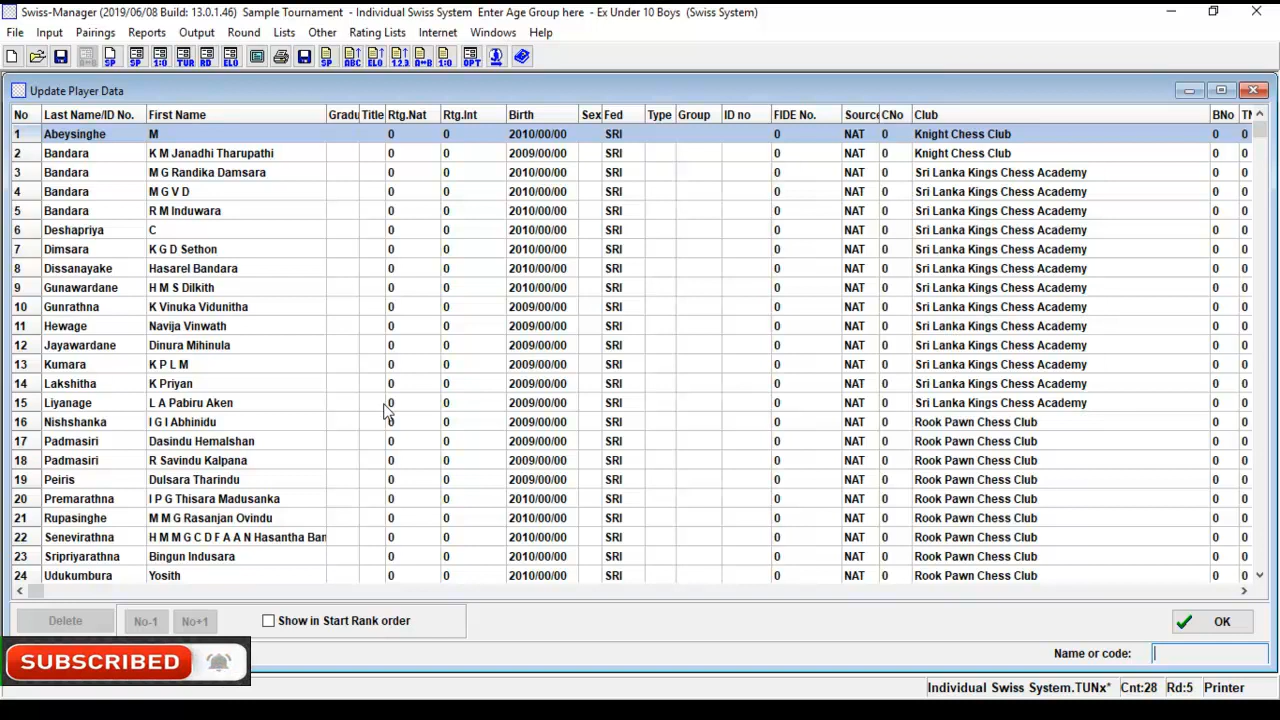 Swiss-Manager (2019/06/08 Build: 13.0.1.46) Sample Tournament - Individual Swiss System Enter Age Group here - Ex Under 10 Boys (Swiss System)
File Input Pairings Reports Output Round Lists Other Rating Lists Internet Windows Help
SP SP 1:0 TUR RD ELO SP ABC ELO 1.2.3 A=B 1:0 OPT
Update Player Data
No Last Name/ID No. First Name Gradu Title Rtg.Nat Rtg.Int Birth Sex Fed Type Group ID no FIDE No. Source CNo Club BNo
1 Abeysinghe M 0 0 2010/00/00 SRI 0 NAT 0 Knight Chess Club 0 0
2 Bandara K M Janadhi Tharupathi 0 0 2009/00/00 SRI 0 NAT 0 Knight Chess Club 0 0
3 Bandara M G Randika Damsara 0 0 2010/00/00 SRI 0 NAT 0 Sri Lanka Kings Chess Academy 0 0
4 Bandara M G V D 0 0 2010/00/00 SRI 0 NAT 0 Sri Lanka Kings Chess Academy 0 0
5 Bandara R M Induwara 0 0 2010/00/00 SRI 0 NAT 0 Sri Lanka Kings Chess Academy 0 0
6 Deshapriya C 0 0 2010/00/00 SRI 0 NAT 0 Sri Lanka Kings Chess Academy 0 0
7 Dimsara K G D Sethon 0 0 2010/00/00 SRI 0 NAT 0 Sri Lanka Kings Chess Academy 0 0
8 Dissanayake Hasarel Bandara 0 0 2010/00/00 SRI 0 NAT 0 Sri Lanka Kings Chess Academy 0 0
9 Gunawardane H M S Dilkith 0 0 2010/00/00 SRI 0 NAT 0 Sri Lanka Kings Chess Academy 0 0
10 Gunrathna K Vinuka Vidunitha 0 0 2009/00/00 SRI 0 NAT 0 Sri Lanka Kings Chess Academy 0 0
11 Hewage Navija Vinwath 0 0 2009/00/00 SRI 0 NAT 0 Sri Lanka Kings Chess Academy 0 0
12 Jayawardane Dinura Mihinula 0 0 2009/00/00 SRI 0 NAT 0 Sri Lanka Kings Chess Academy 0 0
13 Kumara K P L M 0 0 2009/00/00 SRI 0 NAT 0 Sri Lanka Kings Chess Academy 0 0
14 Lakshitha K Priyan 0 0 2009/00/00 SRI 0 NAT 0 Sri Lanka Kings Chess Academy 0 0
15 Liyanage L A Pabiru Aken 0 0 2009/00/00 SRI 0 NAT 0 Sri Lanka Kings Chess Academy 0 0
16 Nishshanka I G I Abhinidu 0 0 2009/00/00 SRI 0 NAT 0 Rook Pawn Chess Club 0 0
17 Padmasiri Dasindu Hemalshan 0 0 2009/00/00 SRI 0 NAT 0 Rook Pawn Chess Club 0 0
18 Padmasiri R Savindu Kalpana 0 0 2009/00/00 SRI 0 NAT 0 Rook Pawn Chess Club 0 0
19 Peiris Dulsara Tharindu 0 0 2009/00/00 SRI 0 NAT 0 Rook Pawn Chess Club 0 0
20 Premarathna I P G Thisara Madusanka 0 0 2010/00/00 SRI 0 NAT 0 Rook Pawn Chess Club 0 0
21 Rupasinghe M M G Rasanjan Ovindu 0 0 2010/00/00 SRI 0 NAT 0 Rook Pawn Chess Club 0 0
22 Senevirathna H M M G C D F A A N Hasantha Ban 0 0 2010/00/00 SRI 0 NAT 0 Rook Pawn Chess Club 0 0
23 Sripriyarathna Bingun Indusara 0 0 2010/00/00 SRI 0 NAT 0 Rook Pawn Chess Club 0 0
24 Udukumbura Yosith 0 0 2010/00/00 SRI 0 NAT 0 Rook Pawn Chess Club 0 0
Delete No-1 No+1 Show in Start Rank order OK
SUBSCRIBED
Name or code:
Individual Swiss System.TUNx* Cnt:28 Rd:5 Printer